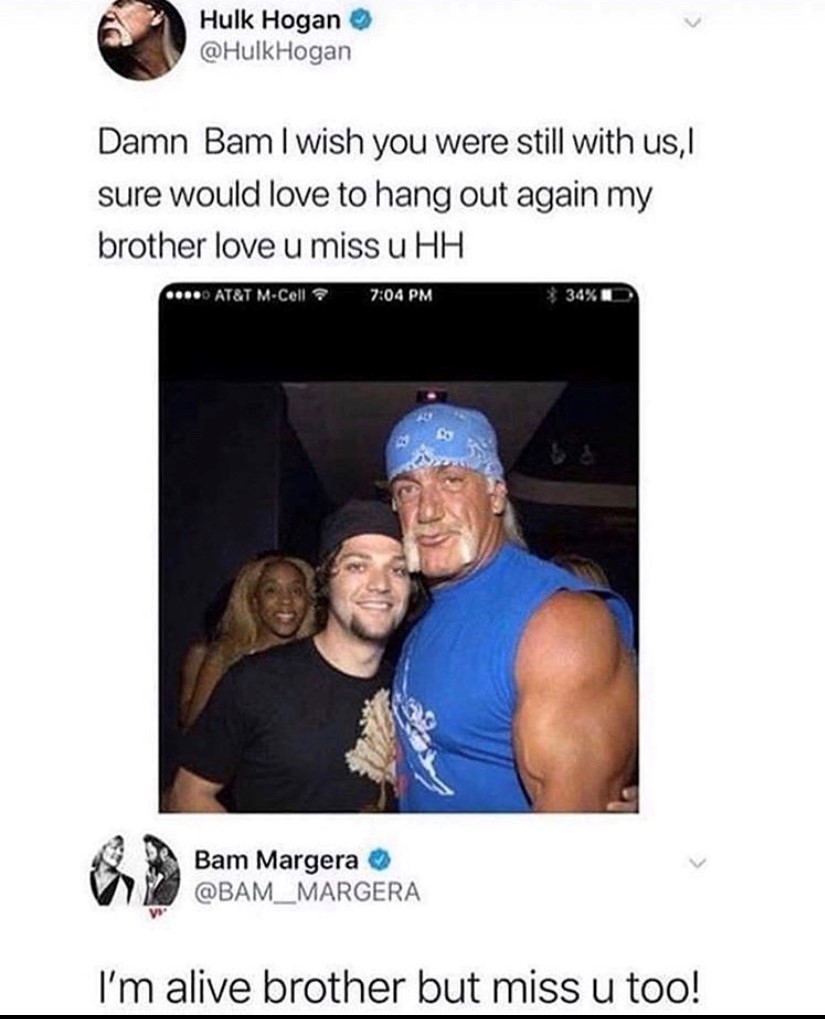 Hulk Hogan
@HulkHogan
Damn Bam I wish you were still with us,I
sure would love to hang out again my
brother love u miss u HH
AT&T M-Cell 7:04 PM 34%
Bam Margera
@BAM__MARGERA
I'm alive brother but miss u too!